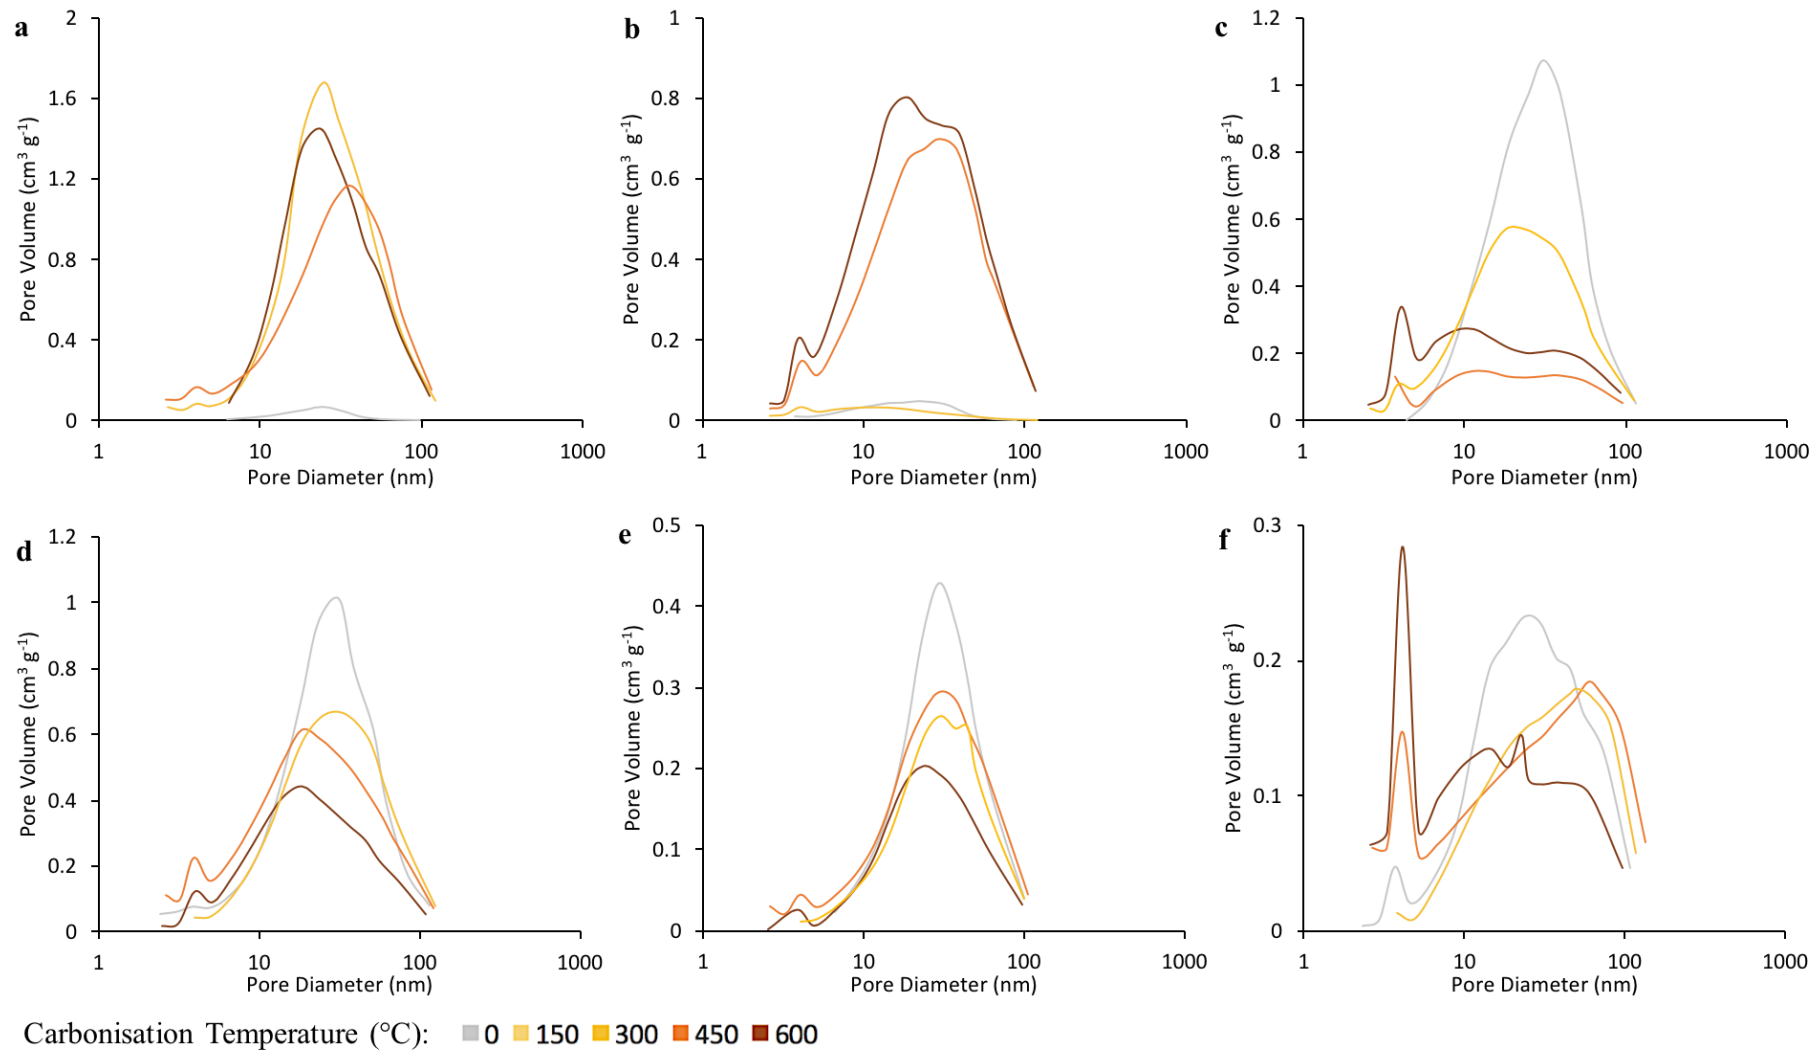 a
2
1.6
1.2
0.8
0.4
0
1 10 100 1000
Pore Diameter (nm)
Pore Volume (cm³ g⁻¹)
b
1
0.8
0.6
0.4
0.2
0
1 10 100 1000
Pore Diameter (nm)
Pore Volume (cm³ g⁻¹)
c
1.2
1
0.8
0.6
0.4
0.2
0
1 10 100 1000
Pore Diameter (nm)
Pore Volume (cm³ g⁻¹)
d
1.2
1
0.8
0.6
0.4
0.2
0
1 10 100 1000
Pore Diameter (nm)
Pore Volume (cm³ g⁻¹)
e
0.5
0.4
0.3
0.2
0.1
0
1 10 100 1000
Pore Diameter (nm)
Pore Volume (cm³ g⁻¹)
f
0.3
0.2
0.1
0
1 10 100 1000
Pore Diameter (nm)
Pore Volume (cm³ g⁻¹)
Carbonisation Temperature (°C): 0 150 300 450 600